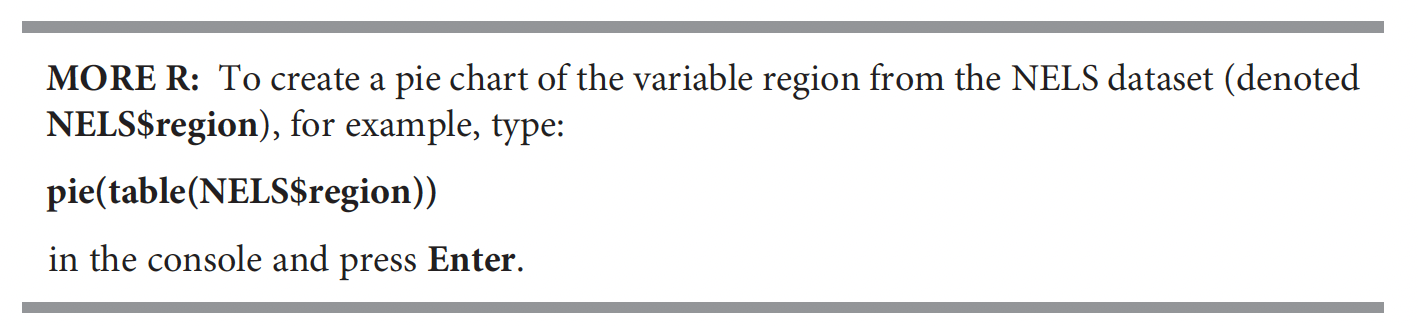 MORE R: To create a pie chart of the variable region from the NELS dataset (denoted
NELS$region), for example, type:
pie(table(NELS$region))
in the console and press Enter.